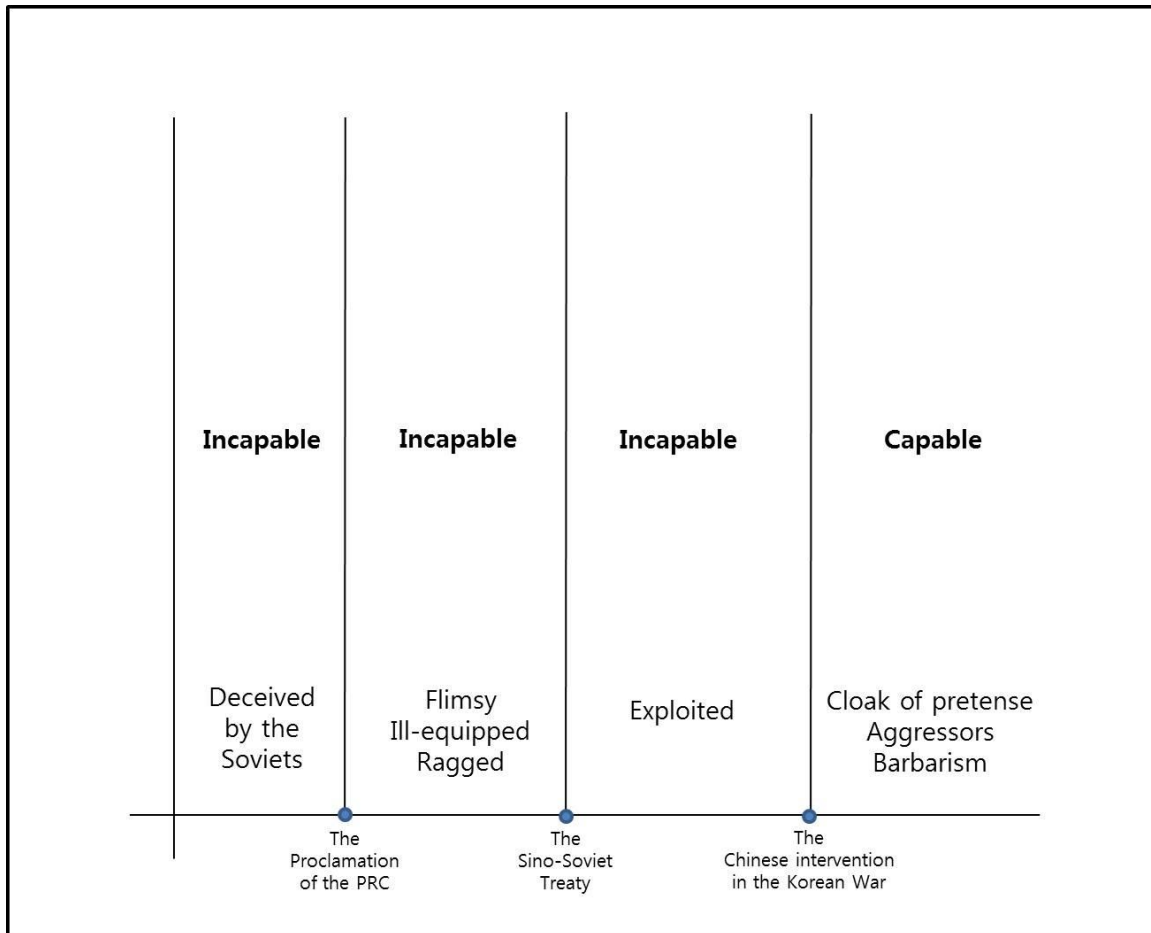 Incapable
Incapable
Incapable
Capable
Deceived
by the
Soviets
Flimsy
Ill-equipped
Ragged
Exploited
Cloak of pretense
Aggressors
Barbarism
The
Proclamation
of the PRC
The
Sino-Soviet
Treaty
The
Chinese intervention
in the Korean War